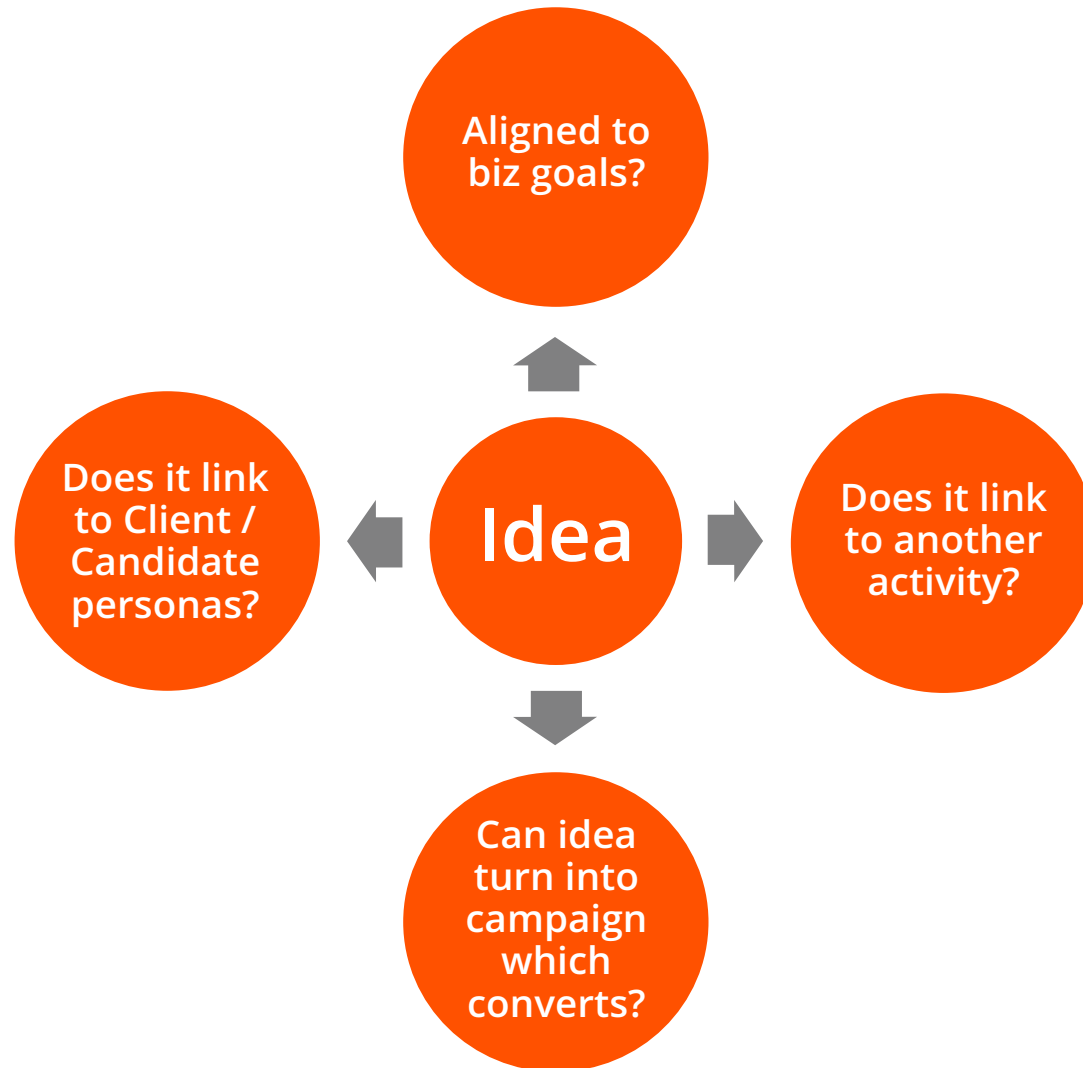 Aligned to
biz goals?
Does it link
to Client /
Candidate
personas?
Idea
Does it link
to another
activity?
Can idea
turn into
campaign
which
converts?